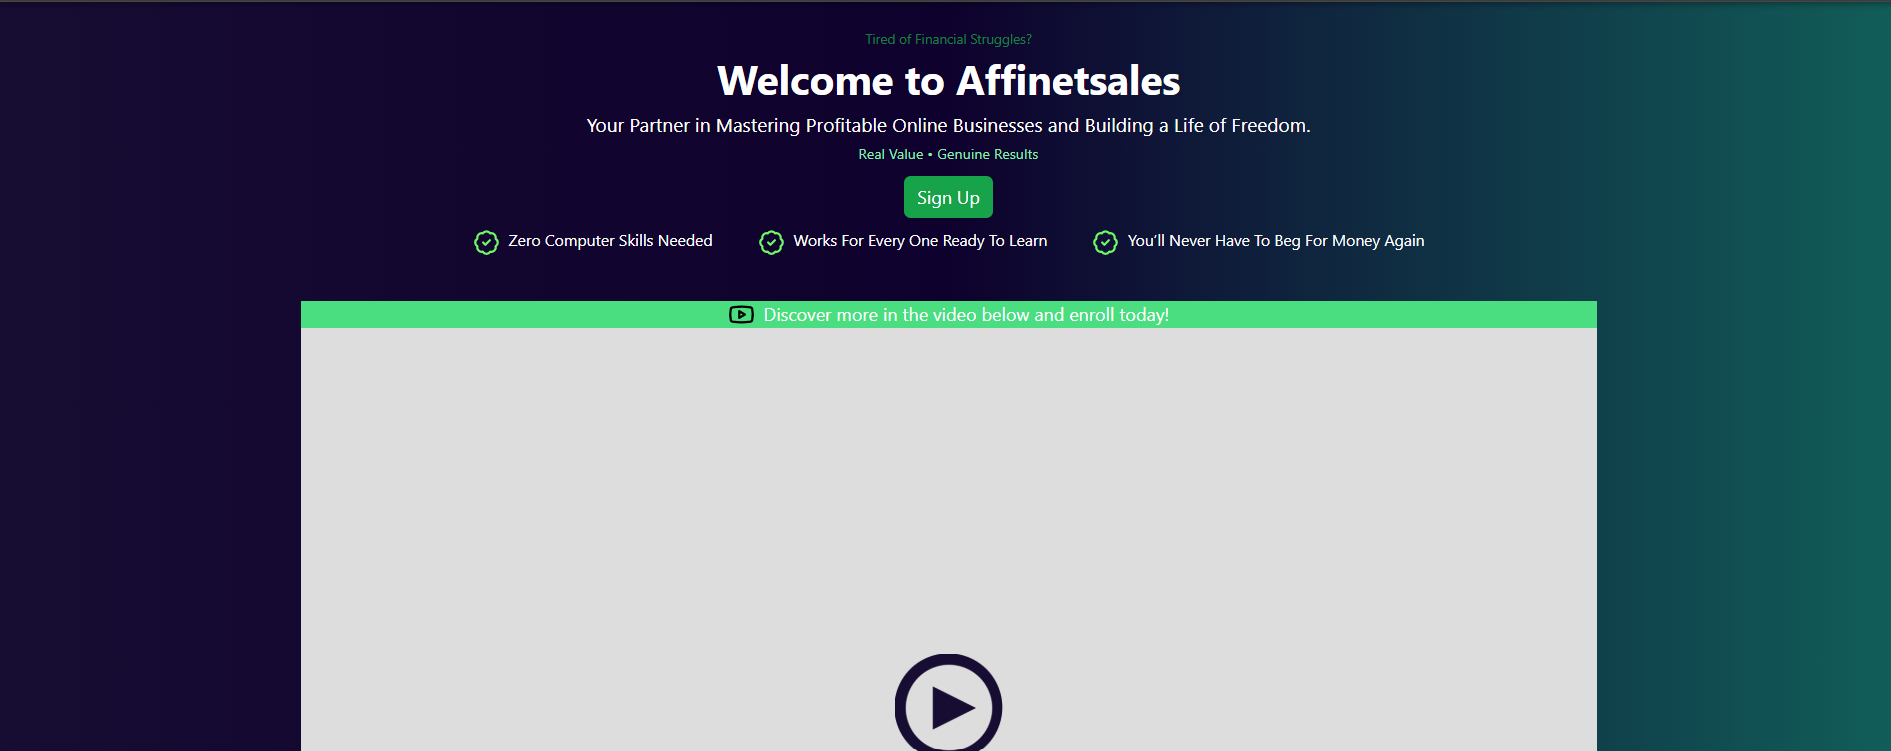 Tired of Financial Struggles?
Welcome to Affinetsales
Your Partner in Mastering Profitable Online Businesses and Building a Life of Freedom.
Real Value • Genuine Results
Sign Up
Zero Computer Skills Needed
Works For Every One Ready To Learn
You’ll Never Have To Beg For Money Again
Discover more in the video below and enroll today!